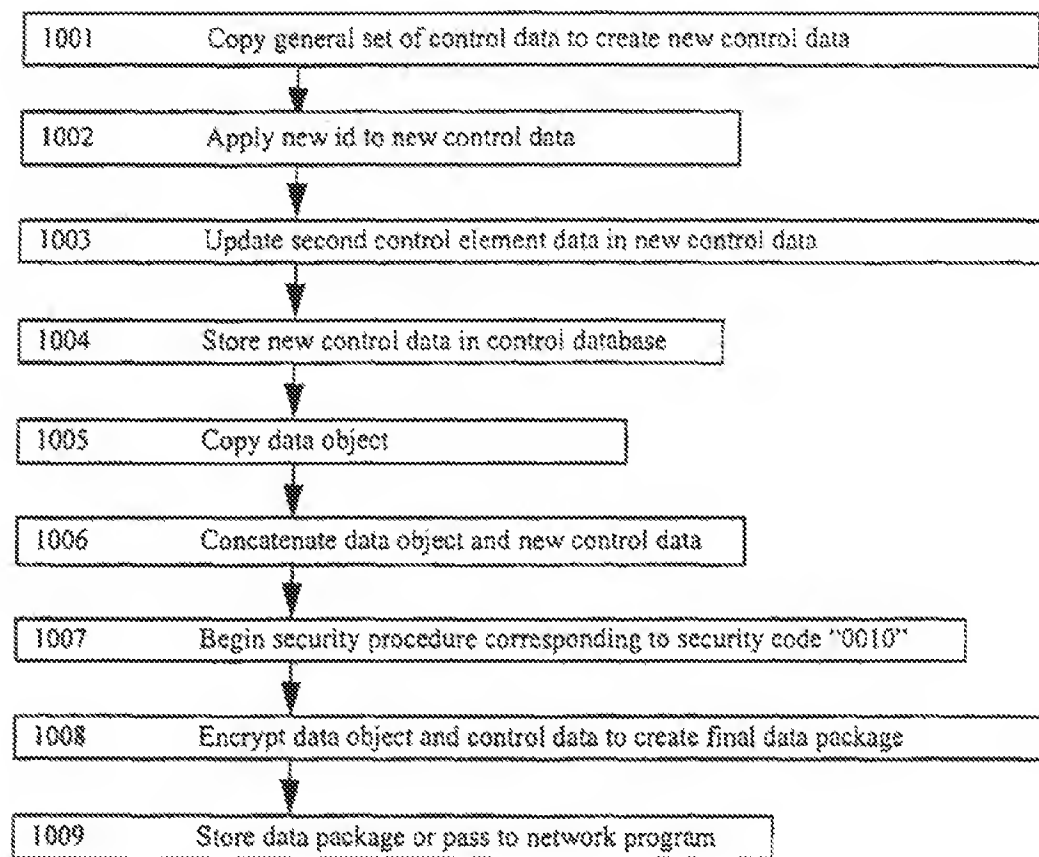 1001 Copy general set of control data to create new control data
1002 Apply new id to new control data
1003 Update second control element data in new control data
1004 Store new control data in control database
1005 Copy data object
1006 Concatenate data object and new control data
1007 Begin security procedure corresponding to security code "0010"
1008 Encrypt data object and control data to create final data package
1009 Store data package or pass to network program